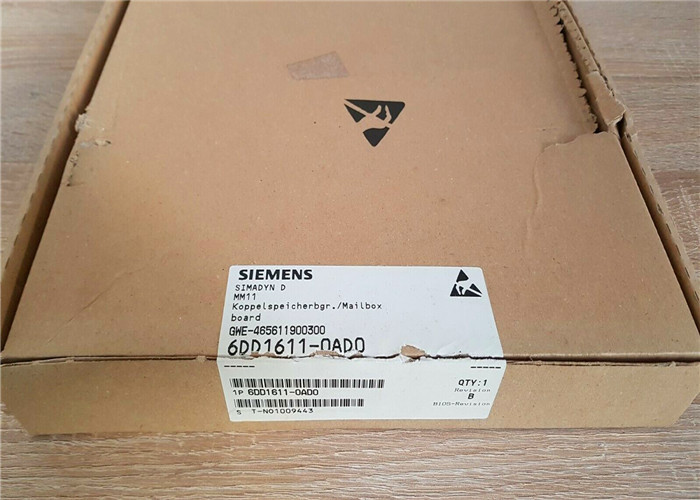 SIEMENS
SIMADYN D
MM11
Koppelspeicherbgr./Mailbox
board
GWE-465611900300
6DD1611-0AD0
----- -----
QTY:1
1P 6DD1611-0AD0
Revision
B
BIOS-Revision
S T-N01009443